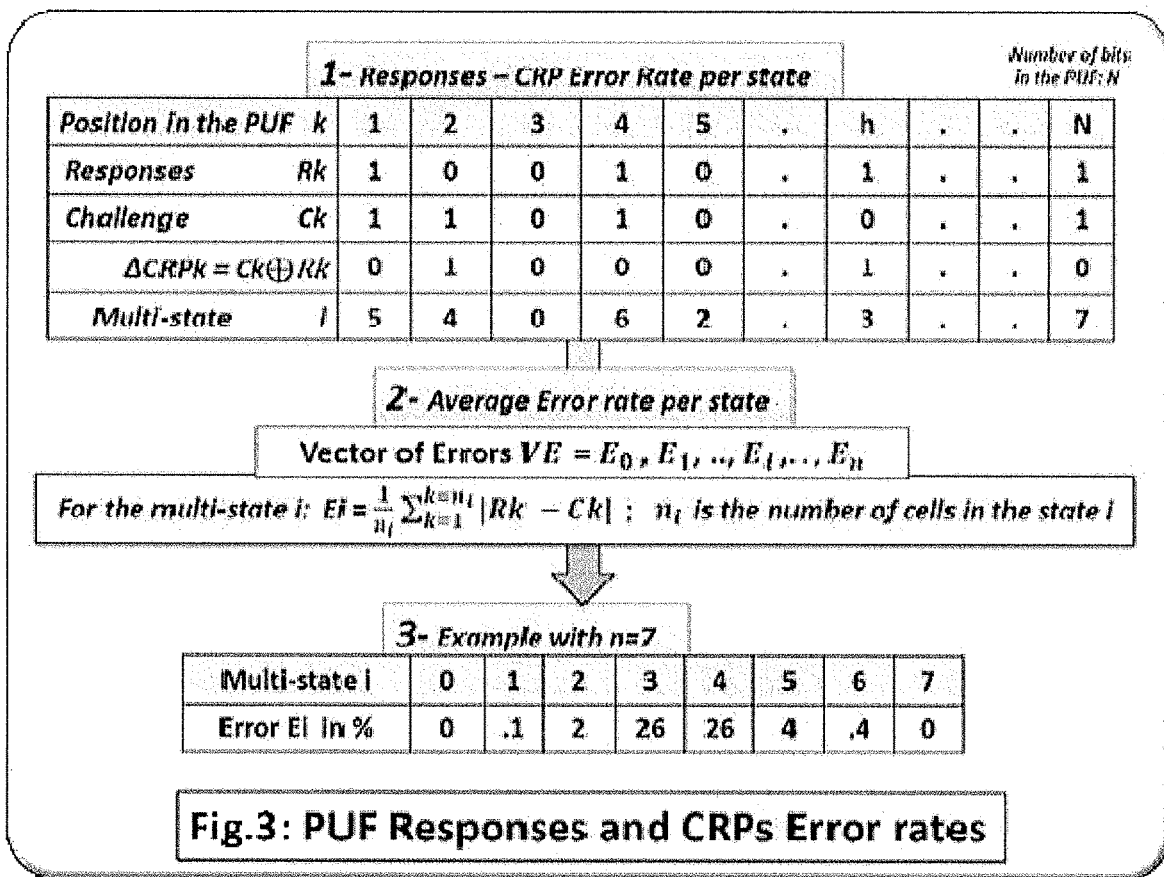 1- Responses – CRP Error Rate per state
Number of bits
in the PUF: N
Position in the PUF k 1 2 3 4 5 . h . . N
Responses Rk 1 0 0 1 0 . 1 . . 1
Challenge Ck 1 1 0 1 0 . 0 . . 1
ΔCRPk = Ck⊕Rk 0 1 0 0 0 . 1 . . 0
Multi-state i 5 4 0 6 2 . 3 . . 7
2- Average Error rate per state
Vector of Errors VE = E₀, E₁, .., Eᵢ,.., Eₙ
For the multi-state i: Ei = 1/nᵢ ∑ₖ₌₁ᵏ⁼ⁿⁱ |Rk − Ck| ; nᵢ is the number of cells in the state i
3- Example with n=7
Multi-state i 0 1 2 3 4 5 6 7
Error Ei in % 0 .1 2 26 26 4 .4 0
Fig.3: PUF Responses and CRPs Error rates